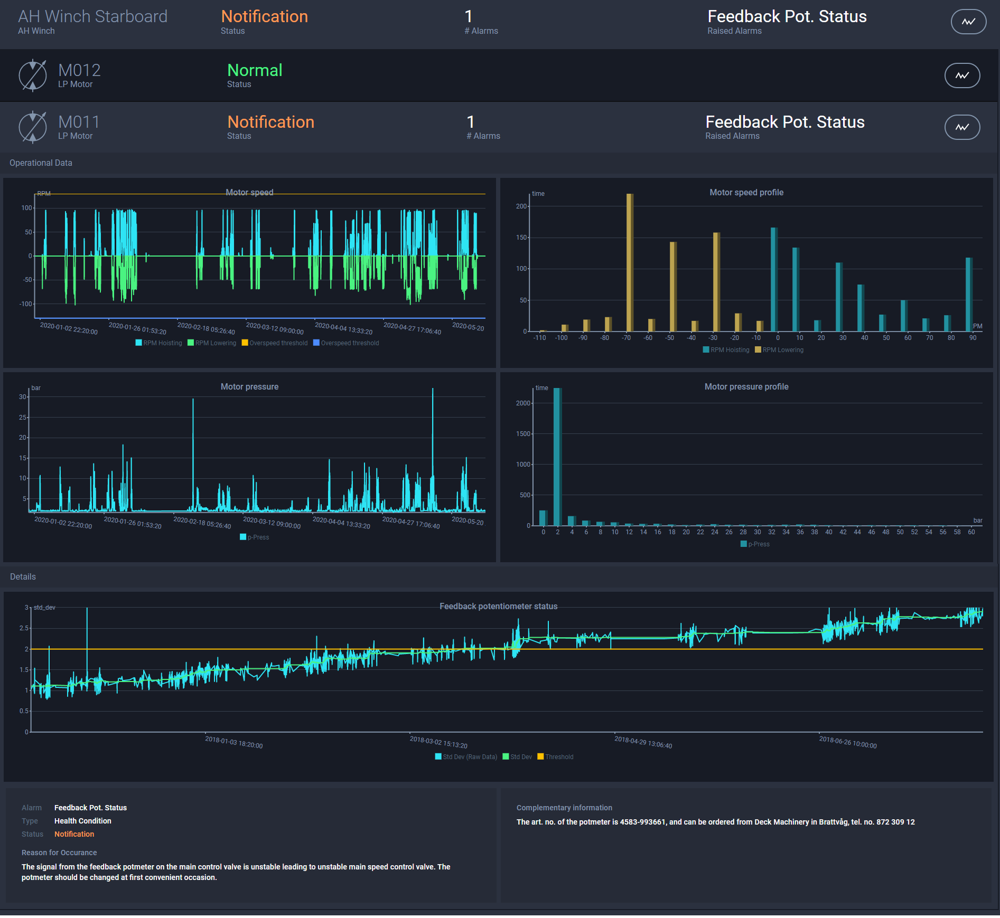 AH Winch Starboard Notification 1 Feedback Pot. Status
AH Winch Status # Alarms Raised Alarms
M012 Normal
LP Motor Status
M011 Notification 1 Feedback Pot. Status
LP Motor Status # Alarms Raised Alarms
Operational Data
Motor speed
RPM
100
50
0
-50
-100
2020-01-02 22:20:00 2020-01-26 01:53:20 2020-02-18 05:26:40 2020-03-12 09:00:00 2020-04-04 13:33:20 2020-04-27 17:06:40 2020-05-20
RPM Hoisting RPM Lowering Overspeed threshold Overspeed threshold
Motor speed profile
time
200
150
100
50
0
PM
-110 -100 -90 -80 -70 -60 -50 -40 -30 -20 -10 0 10 20 30 40 50 60 70 80 90
RPM Hoisting RPM Lowering
Motor pressure
bar
30
25
20
15
10
5
2020-01-02 22:20:00 2020-01-26 01:53:20 2020-02-18 05:26:40 2020-03-12 09:00:00 2020-04-04 13:33:20 2020-04-27 17:06:40 2020-05-20
p-Press
Motor pressure profile
time
2000
1500
1000
500
0
bar
0 2 4 6 8 10 12 14 16 18 20 22 24 26 28 30 32 34 36 38 40 42 44 46 48 50 52 54 56 58 60
p-Press
Details
Feedback potentiometer status
std_dev
3
2.5
2
1.5
1
0.5
0
2018-01-03 18:20:00 2018-03-02 15:13:20 2018-04-29 13:06:40 2018-06-26 10:00:00
Std Dev (Raw Data) Std Dev Threshold
Alarm Feedback Pot. Status
Type Health Condition
Status Notification
Reason for Occurance
The signal from the feedback potmeter on the main control valve is unstable leading to unstable main speed control valve. The
potmeter should be changed at first convenient occasion.
Complementary information
The art. no. of the potmeter is 4583-993661, and can be ordered from Deck Machinery in Brattvåg, tel. no. 872 309 12